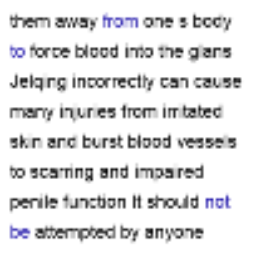 them away from one s body
to force blood into the glans
Jelqing incorrectly can cause
many injuries from irritated
skin and burst blood vessels
to scarring and impaired
penile function It should not
be attempted by anyone